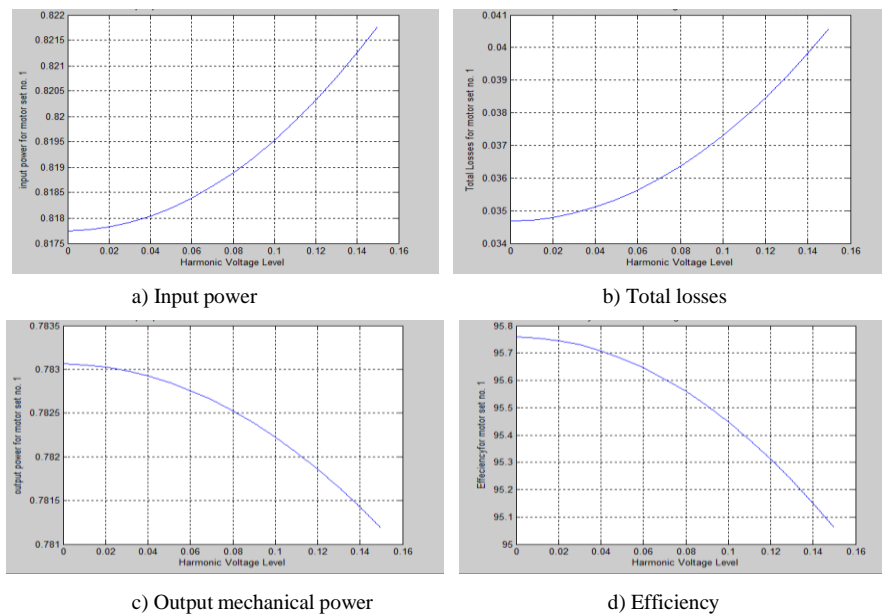 0.822
0.8215
0.821
0.8205
0.82
0.8195
0.819
0.8185
0.818
0.8175
input power for motor set no. 1
0 0.02 0.04 0.06 0.08 0.10 0.12 0.14 0.16
Harmonic Voltage Level
a) Input power
0.041
0.04
0.039
0.038
0.037
0.036
0.035
0.034
Total Losses for motor set no. 1
0 0.02 0.04 0.06 0.08 0.10 0.12 0.14 0.16
Harmonic Voltage Level
b) Total losses
0.7835
0.783
0.7825
0.782
0.7815
0.781
output power for motor set no. 1
0 0.02 0.04 0.06 0.08 0.10 0.12 0.14 0.16
Harmonic Voltage Level
c) Output mechanical power
95.8
95.7
95.6
95.5
95.4
95.3
95.2
95.1
95
Effeciencyfor motor set no. 1
0 0.02 0.04 0.06 0.08 0.10 0.12 0.14 0.16
Harmonic Voltage Level
d) Efficiency